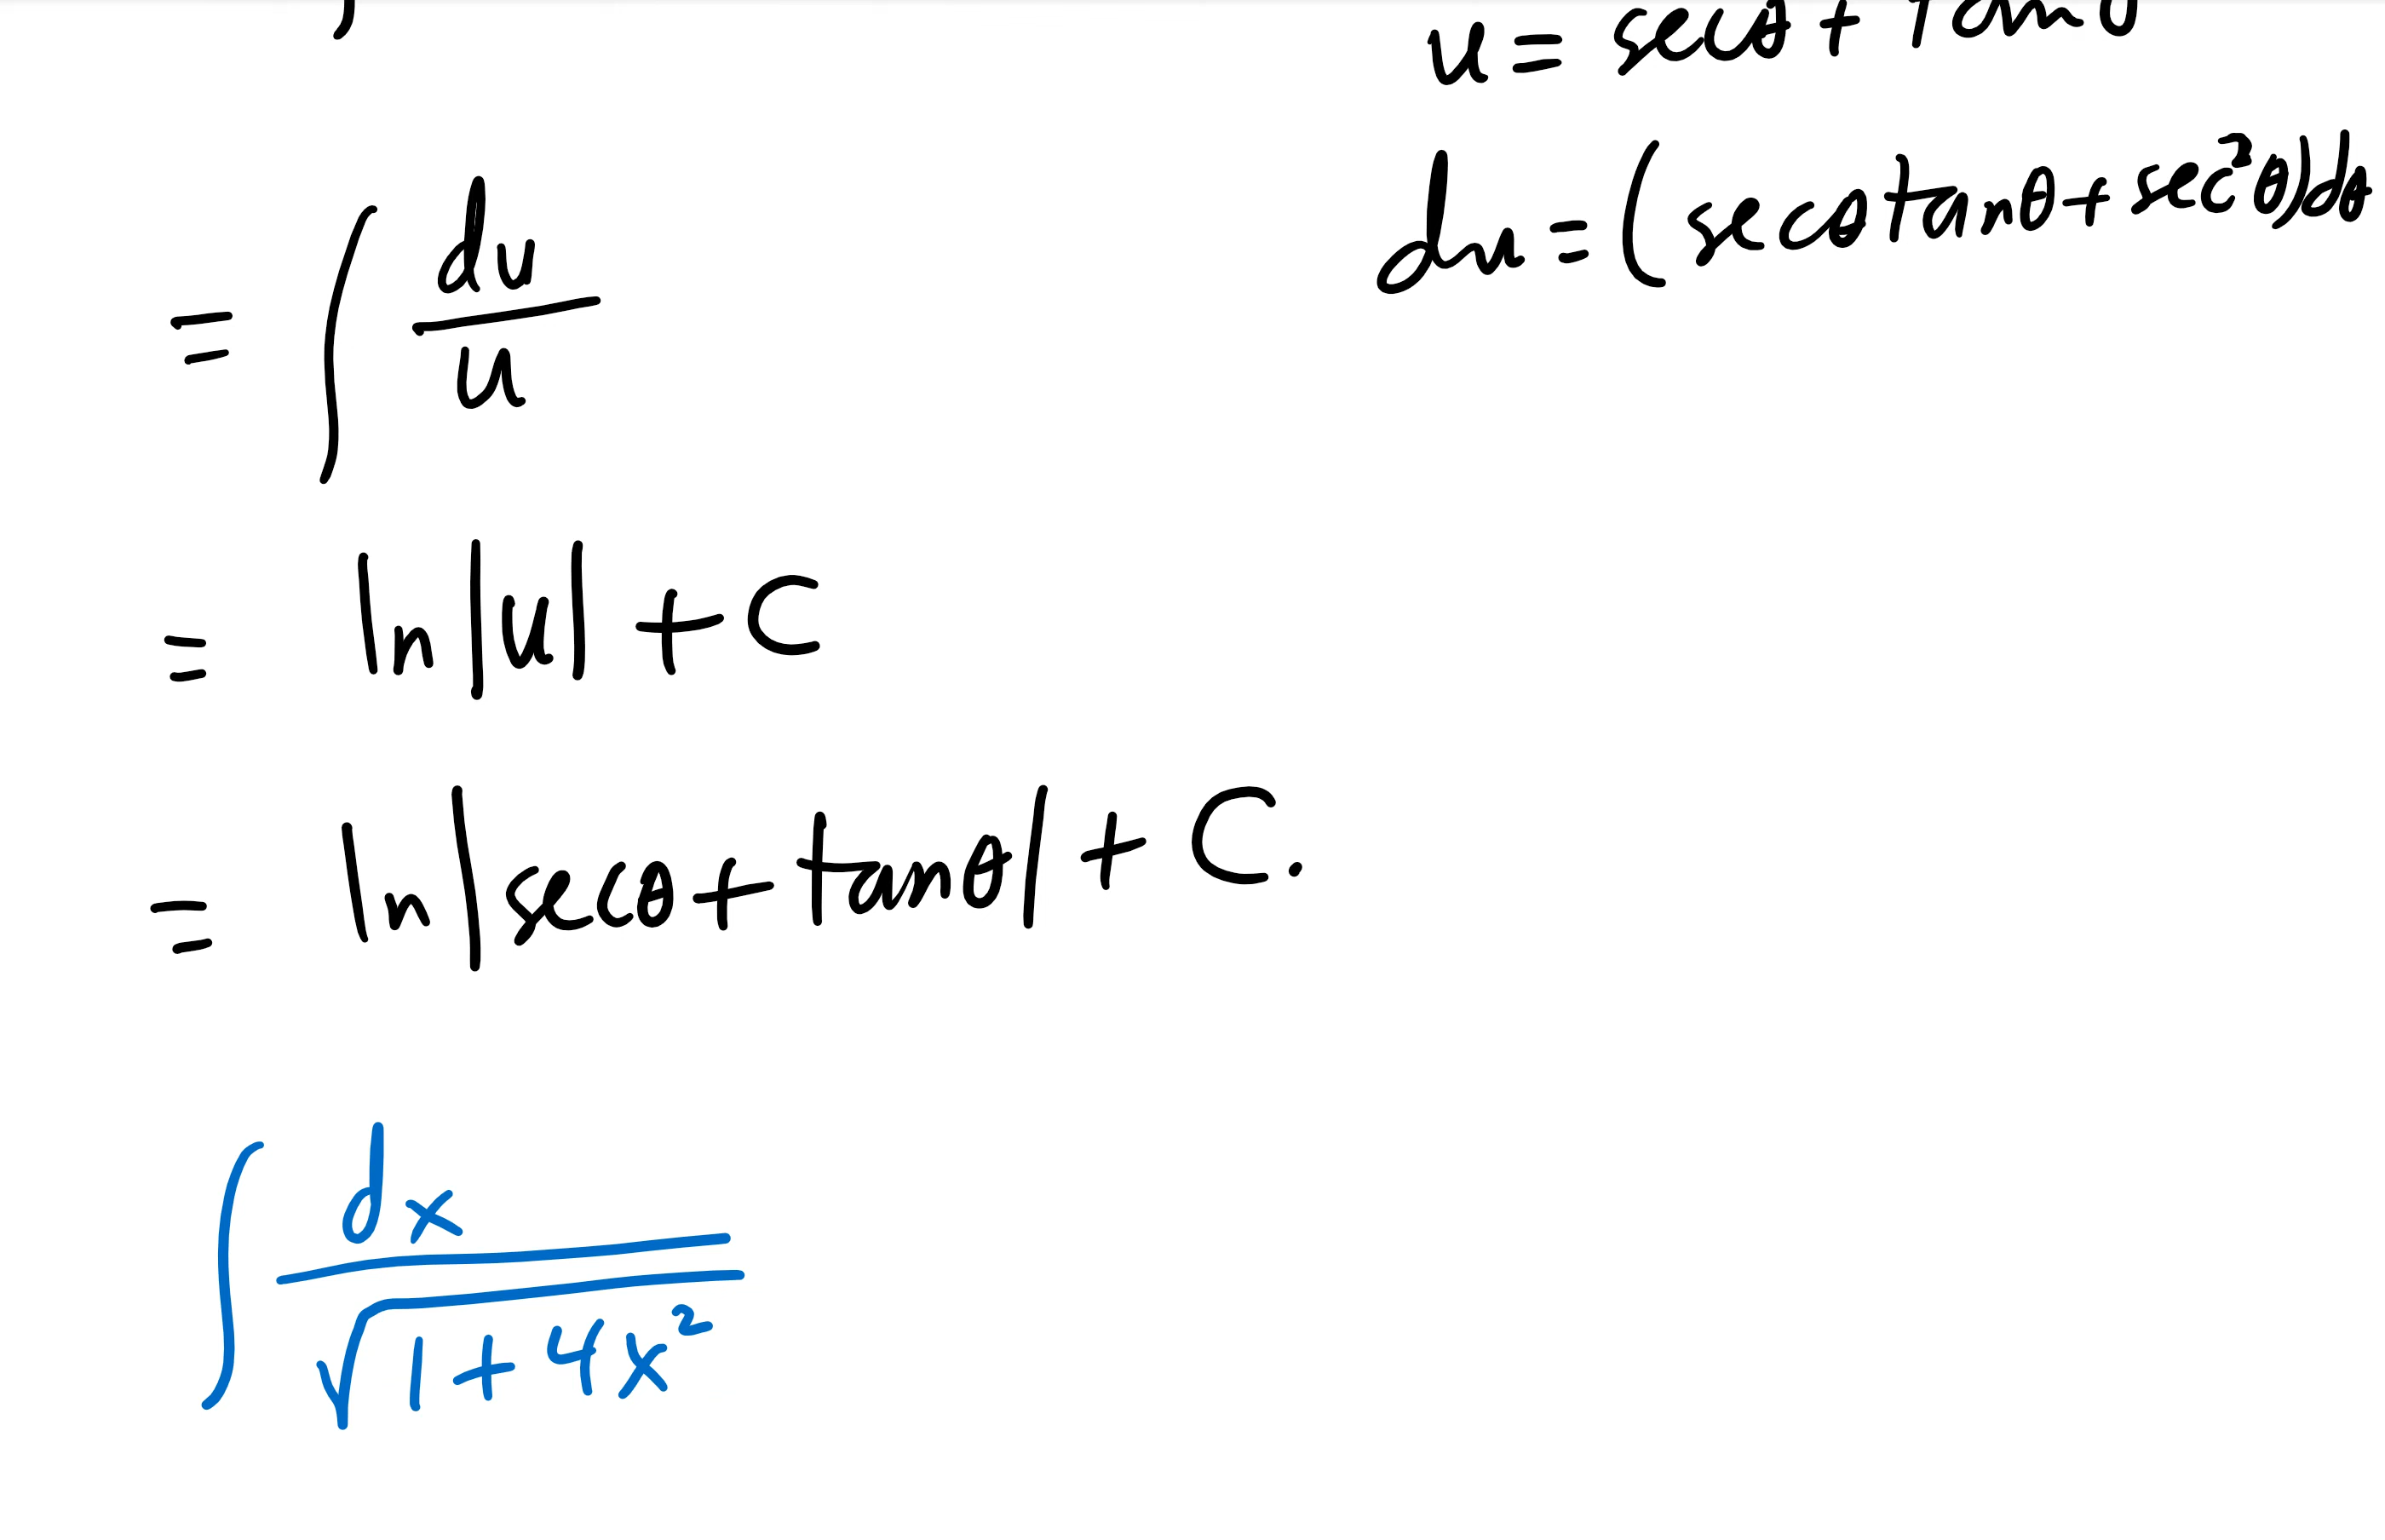 u = secθ + tanθ
du = (secθtanθ + sec²θ)dθ
= ∫ du/u
= ln|u| + C
= ln|secθ + tanθ| + C.
∫ dx/√(1+4x²)